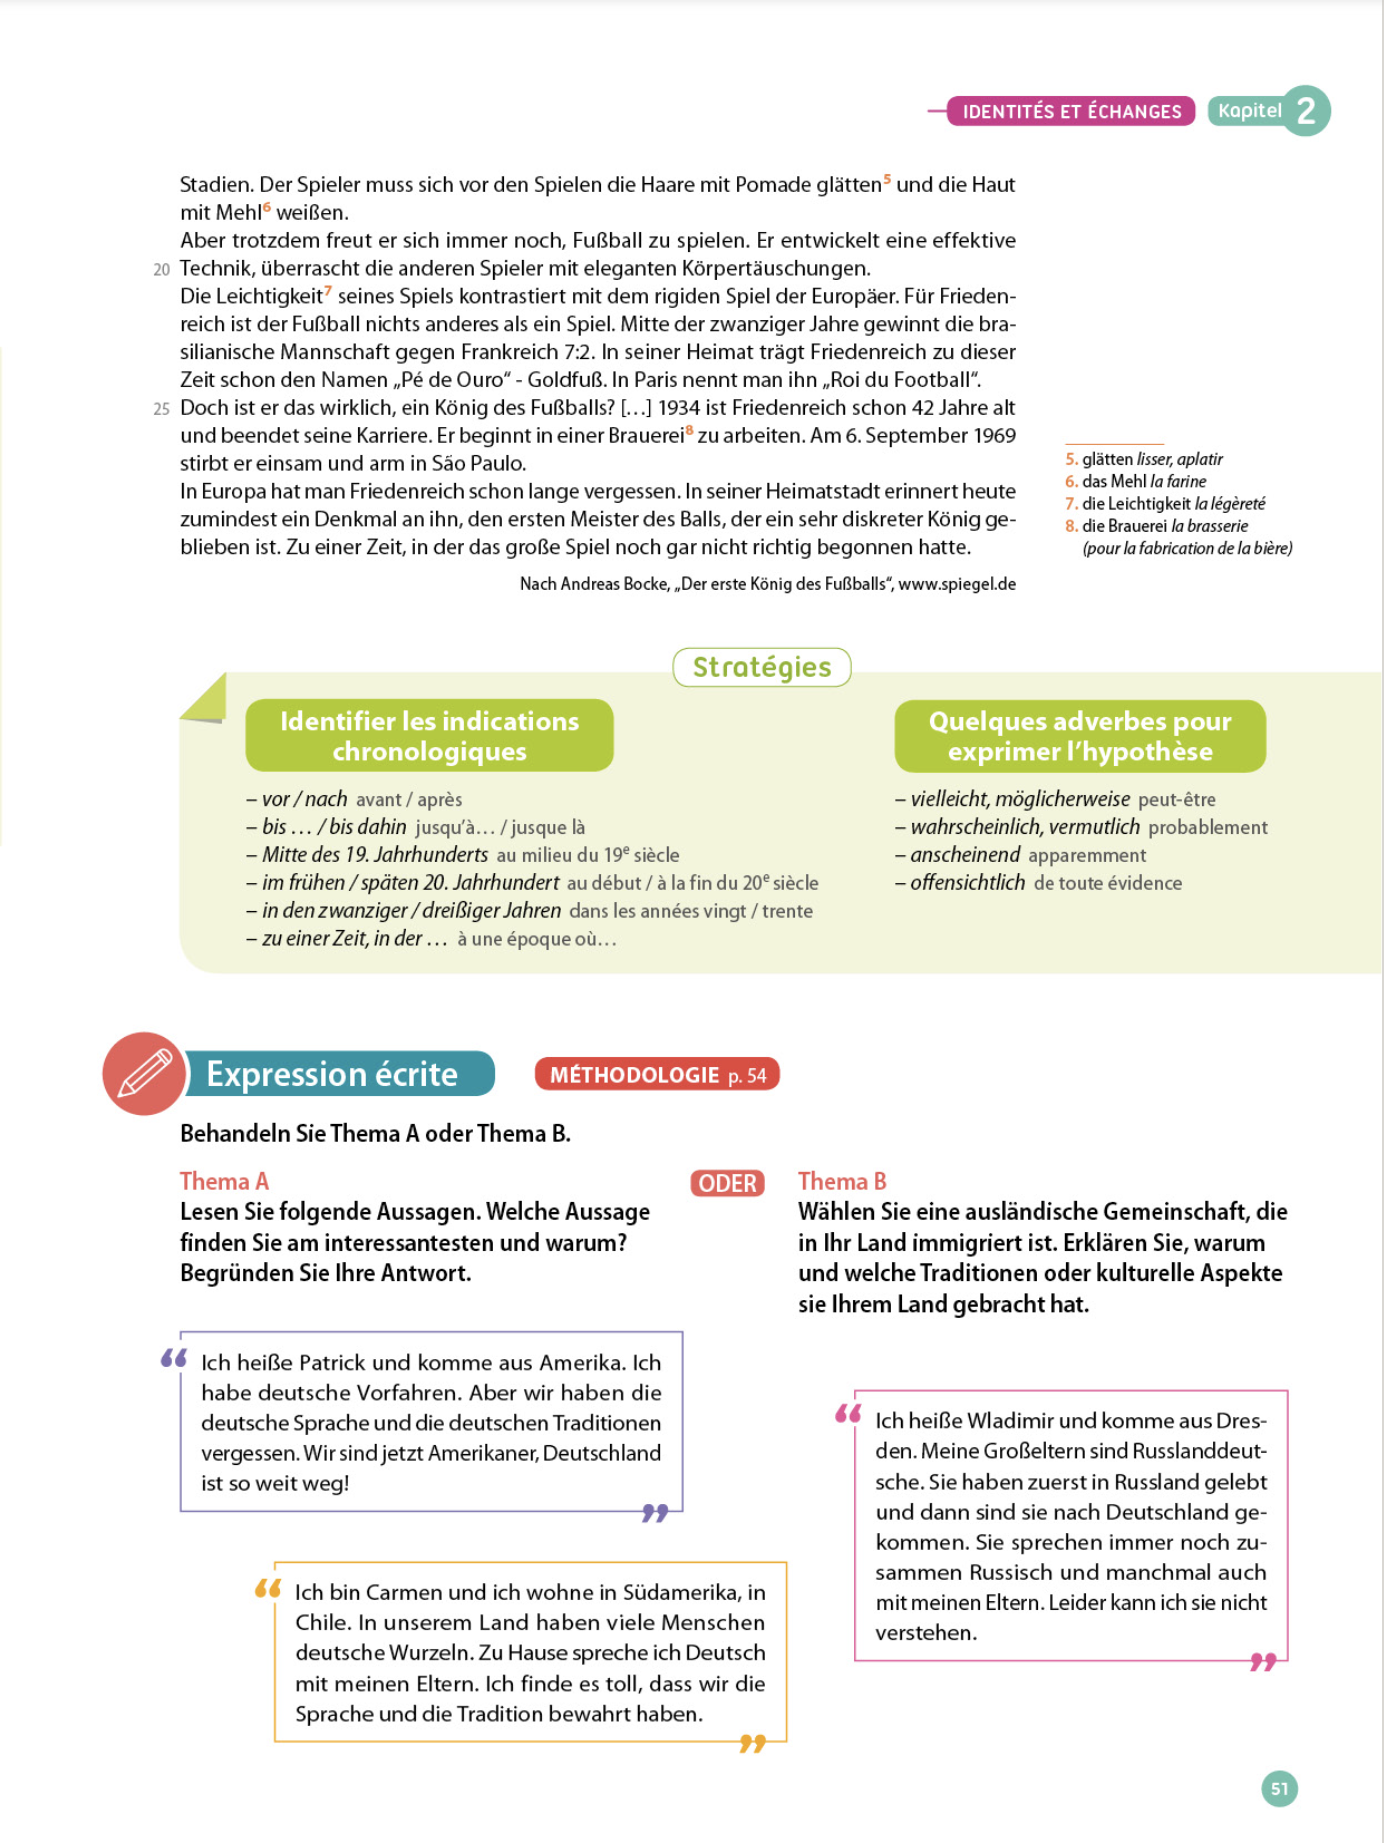 IDENTITÉS ET ÉCHANGES Kapitel 2
Stadien. Der Spieler muss sich vor den Spielen die Haare mit Pomade glätten5 und die Haut
mit Mehl6 weißen.
Aber trotzdem freut er sich immer noch, Fußball zu spielen. Er entwickelt eine effektive
20 Technik, überrascht die anderen Spieler mit eleganten Körpertäuschungen.
Die Leichtigkeit7 seines Spiels kontrastiert mit dem rigiden Spiel der Europäer. Für Frieden-
reich ist der Fußball nichts anderes als ein Spiel. Mitte der zwanziger Jahre gewinnt die bra-
silianische Mannschaft gegen Frankreich 7:2. In seiner Heimat trägt Friedenreich zu dieser
Zeit schon den Namen „Pé de Ouro“ - Goldfuß. In Paris nennt man ihn „Roi du Football“.
25 Doch ist er das wirklich, ein König des Fußballs? […] 1934 ist Friedenreich schon 42 Jahre alt
und beendet seine Karriere. Er beginnt in einer Brauerei8 zu arbeiten. Am 6. September 1969
stirbt er einsam und arm in São Paulo.
In Europa hat man Friedenreich schon lange vergessen. In seiner Heimatstadt erinnert heute
zumindest ein Denkmal an ihn, den ersten Meister des Balls, der ein sehr diskreter König ge-
blieben ist. Zu einer Zeit, in der das große Spiel noch gar nicht richtig begonnen hatte.
Nach Andreas Bocke, „Der erste König des Fußballs“, www.spiegel.de
5. glätten lisser, aplatir
6. das Mehl la farine
7. die Leichtigkeit la légèreté
8. die Brauerei la brasserie
(pour la fabrication de la bière)
Stratégies
Identifier les indications
chronologiques
– vor / nach avant / après
– bis … / bis dahin jusqu’à… / jusque là
– Mitte des 19. Jahrhunderts au milieu du 19e siècle
– im frühen / späten 20. Jahrhundert au début / à la fin du 20e siècle
– in den zwanziger / dreißiger Jahren dans les années vingt / trente
– zu einer Zeit, in der … à une époque où…
Quelques adverbes pour
exprimer l’hypothèse
– vielleicht, möglicherweise peut-être
– wahrscheinlich, vermutlich probablement
– anscheinend apparemment
– offensichtlich de toute évidence
Expression écrite MÉTHODOLOGIE p. 54
Behandeln Sie Thema A oder Thema B.
Thema A
Lesen Sie folgende Aussagen. Welche Aussage
finden Sie am interessantesten und warum?
Begründen Sie Ihre Antwort.
ODER
Thema B
Wählen Sie eine ausländische Gemeinschaft, die
in Ihr Land immigriert ist. Erklären Sie, warum
und welche Traditionen oder kulturelle Aspekte
sie Ihrem Land gebracht hat.
“ Ich heiße Patrick und komme aus Amerika. Ich
habe deutsche Vorfahren. Aber wir haben die
deutsche Sprache und die deutschen Traditionen
vergessen. Wir sind jetzt Amerikaner, Deutschland
ist so weit weg! ”
“ Ich bin Carmen und ich wohne in Südamerika, in
Chile. In unserem Land haben viele Menschen
deutsche Wurzeln. Zu Hause spreche ich Deutsch
mit meinen Eltern. Ich finde es toll, dass wir die
Sprache und die Tradition bewahrt haben. ”
“ Ich heiße Wladimir und komme aus Dres-
den. Meine Großeltern sind Russlanddeut-
sche. Sie haben zuerst in Russland gelebt
und dann sind sie nach Deutschland ge-
kommen. Sie sprechen immer noch zu-
sammen Russisch und manchmal auch
mit meinen Eltern. Leider kann ich sie nicht
verstehen. ”
51